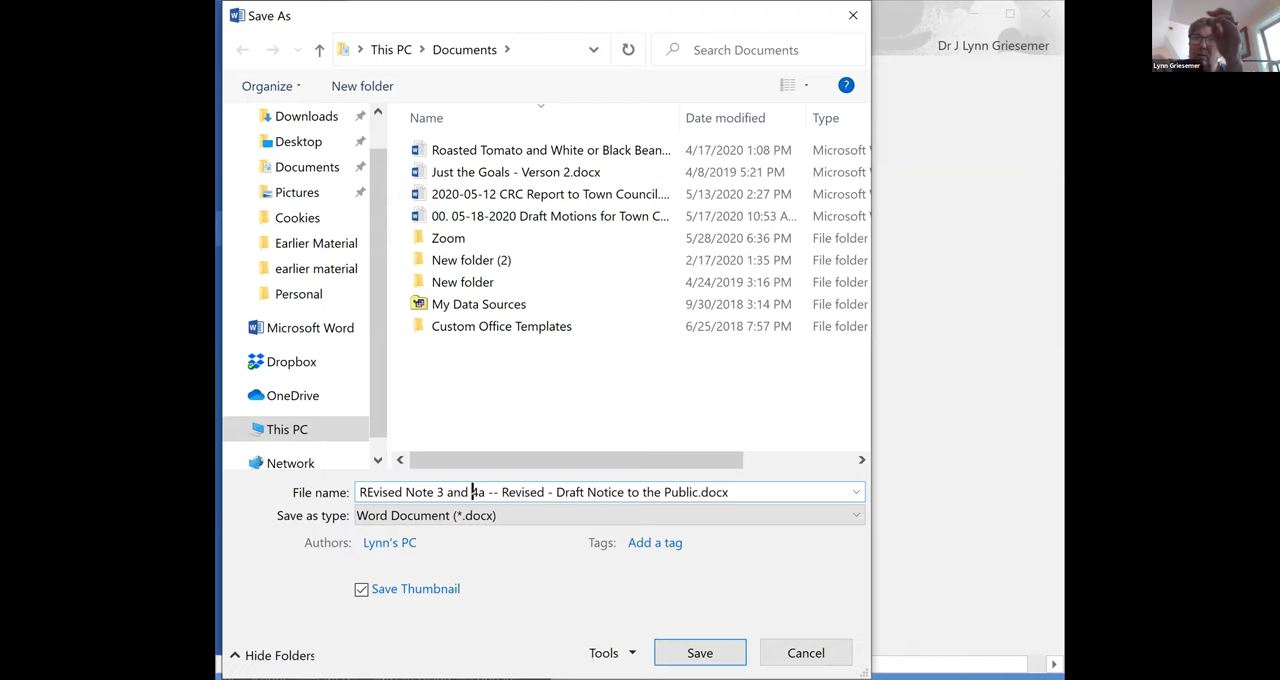 Save As
This PC > Documents >
Search Documents
Dr J Lynn Griesemer
Lynn Griesemer
Organize
New folder
Name
Date modified
Type
Downloads
Desktop
Documents
Pictures
Cookies
Earlier Material
earlier material
Personal
Microsoft Word
Dropbox
OneDrive
This PC
Network
Roasted Tomato and White or Black Bean... 4/17/2020 1:08 PM Microsoft
Just the Goals - Verson 2.docx 4/8/2019 5:21 PM Microsoft
2020-05-12 CRC Report to Town Council.... 5/13/2020 2:27 PM Microsoft
00. 05-18-2020 Draft Motions for Town C... 5/17/2020 10:53 A... Microsoft
Zoom 5/28/2020 6:36 PM File folder
New folder (2) 2/17/2020 1:35 PM File folder
New folder 4/24/2019 3:16 PM File folder
My Data Sources 9/30/2018 3:14 PM File folder
Custom Office Templates 6/25/2018 7:57 PM File folder
File name: REvised Note 3 and 4a -- Revised - Draft Notice to the Public.docx
Save as type: Word Document (*.docx)
Authors: Lynn's PC Tags: Add a tag
Save Thumbnail
Hide Folders
Tools
Save
Cancel